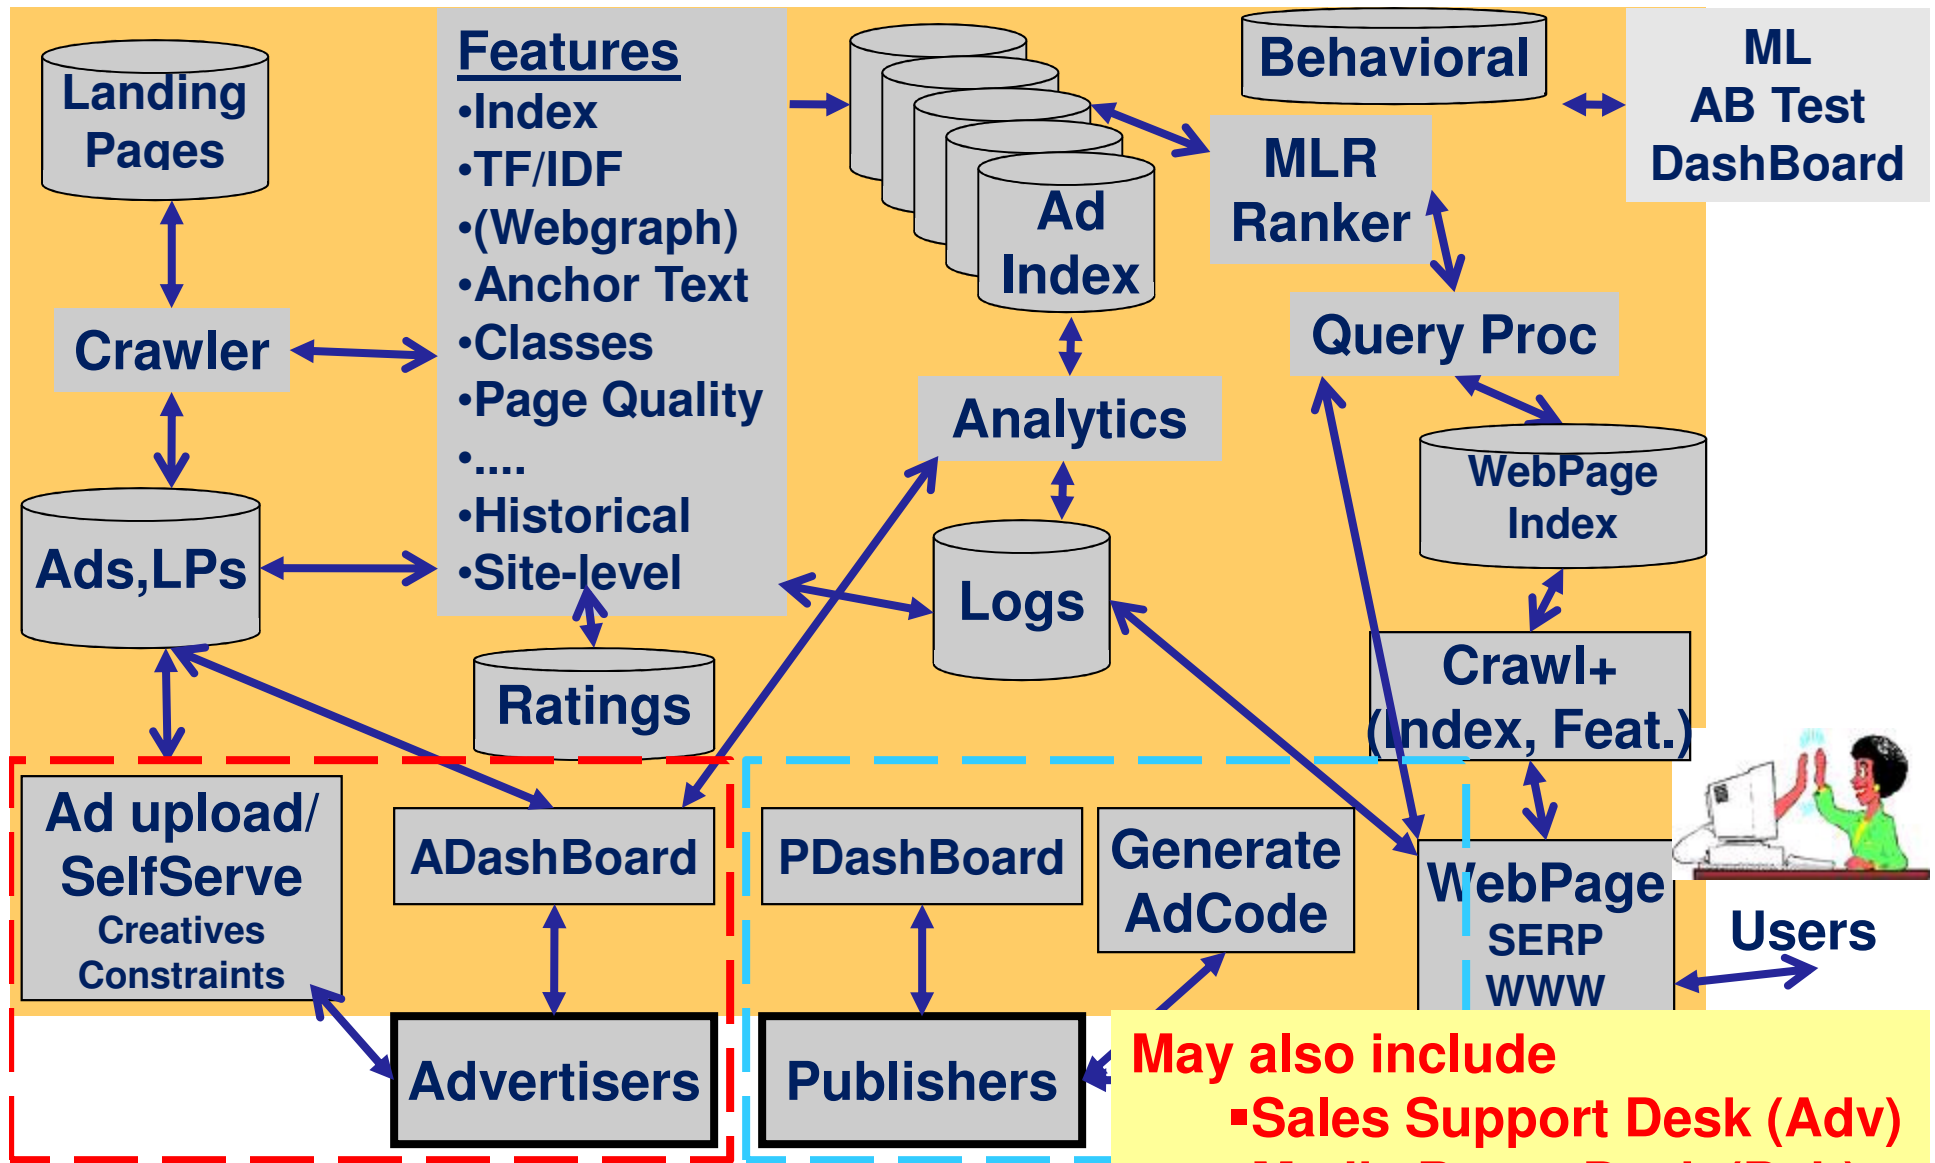 Landing
Pages
Features
•Index
•TF/IDF
•(Webgraph)
•Anchor Text
•Classes
•Page Quality
•....
•Historical
•Site-level
Ad
Index
Behavioral
ML
AB Test
DashBoard
MLR
Ranker
Crawler
Query Proc
Analytics
WebPage
Index
Ads,LPs
Logs
Ratings
Crawl+
(Index, Feat.)
Ad upload/
SelfServe
Creatives
Constraints
ADashBoard
PDashBoard
Generate
AdCode
WebPage
SERP
WWW
Users
Advertisers
Publishers
May also include
▪Sales Support Desk (Adv)